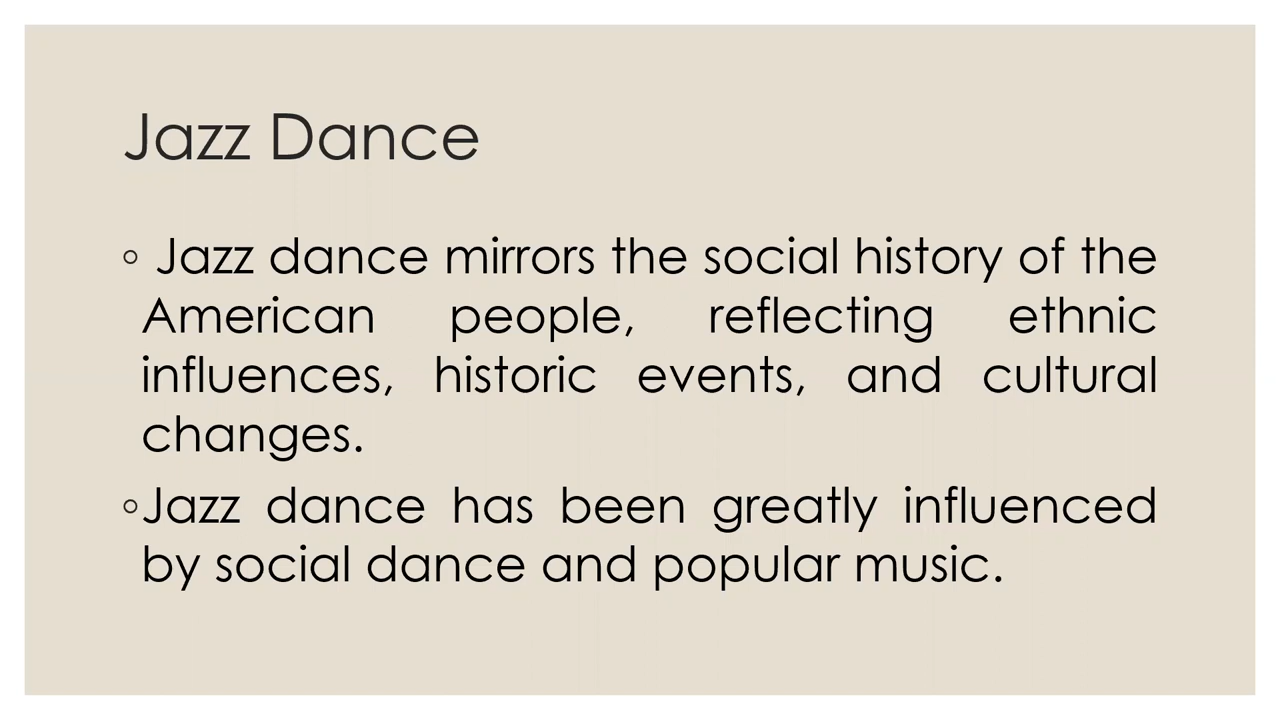 Jazz Dance
◦ Jazz dance mirrors the social history of the
American people, reflecting ethnic
influences, historic events, and cultural
changes.
◦Jazz dance has been greatly influenced
by social dance and popular music.